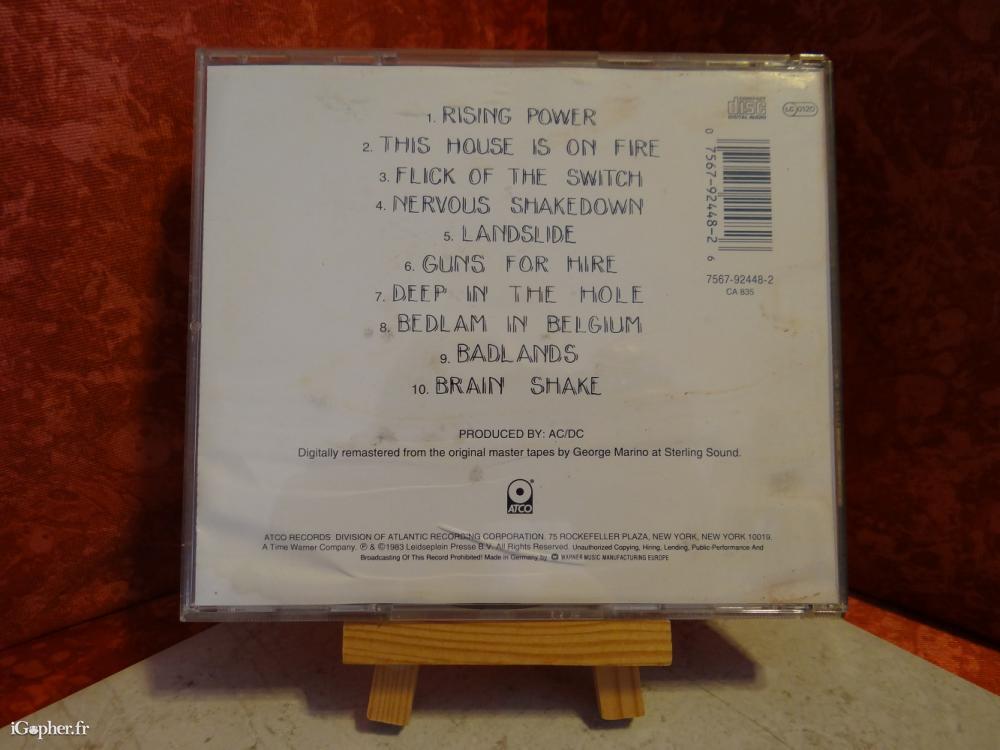 1. RISING POWER
2. THIS HOUSE IS ON FIRE
3. FLICK OF THE SWITCH
4. NERVOUS SHAKEDOWN
5. LANDSLIDE
6. GUNS FOR HIRE
7. DEEP IN THE HOLE
8. BEDLAM IN BELGIUM
9. BADLANDS
10. BRAIN SHAKE
COMPACT
disc
DIGITAL AUDIO
LC 0120
0 7567-92448-2 6
7567-92448-2
CA 835
PRODUCED BY: AC/DC
Digitally remastered from the original master tapes by George Marino at Sterling Sound.
ATCO
ATCO RECORDS DIVISION OF ATLANTIC RECORDING CORPORATION. 75 ROCKEFELLER PLAZA, NEW YORK, NEW YORK 10019.
A Time Warner Company. ℗ & ©1983 Leidseplein Presse B.V. All Rights Reserved. Unauthorized Copying, Hiring, Lending, Public-Performance And
Broadcasting Of This Record Prohibited! Made in Germany by WARNER MUSIC MANUFACTURING EUROPE
iGopher.fr